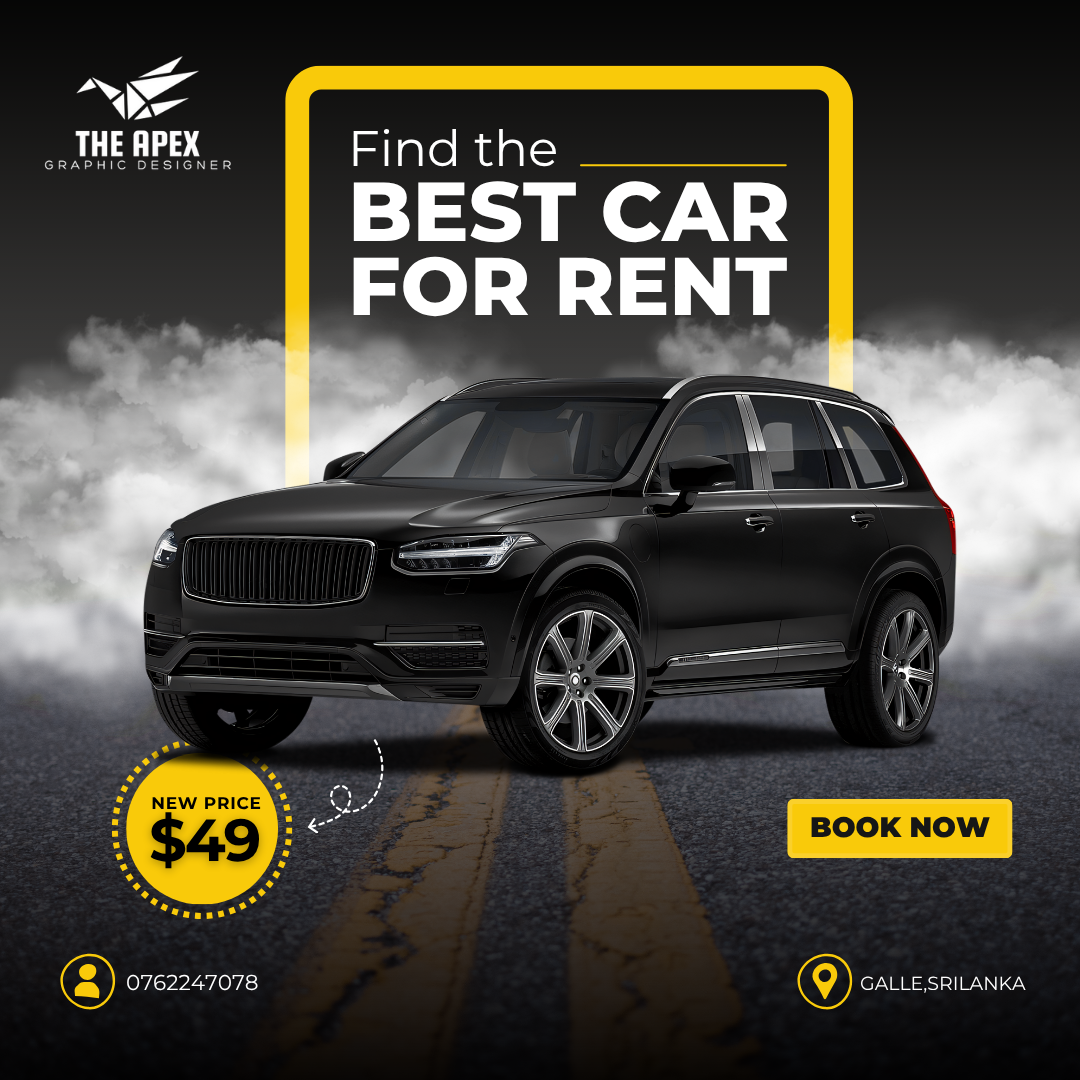 THE APEX
GRAPHIC DESIGNER
Find the
BEST CAR
FOR RENT
NEW PRICE
$49
BOOK NOW
0762247078
GALLE,SRILANKA